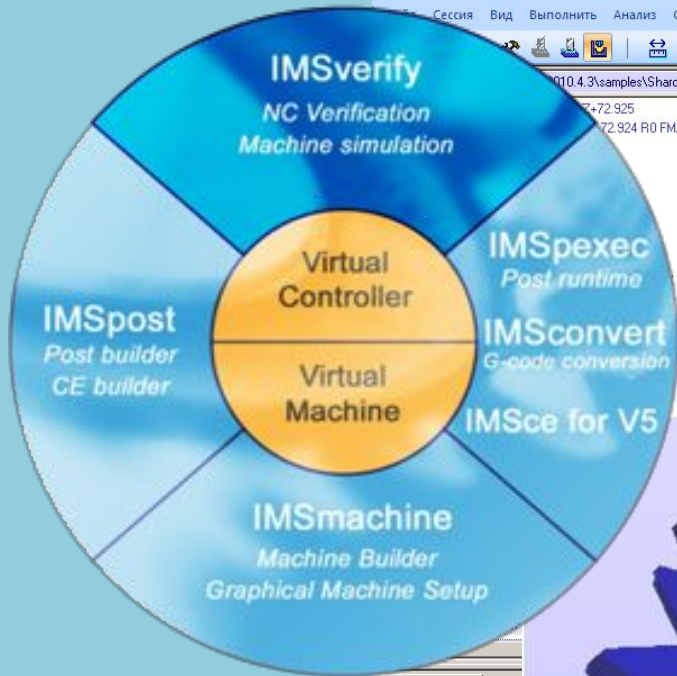 Сессия Вид Выполнить Анализ
010.4.3\samples\Shar
Z+72.925
72.924 R0 FM
IMSverify
NC Verification
Machine simulation
Virtual
Controller
Virtual
Machine
IMSpost
Post builder
CE builder
IMSpexec
Post runtime
IMSconvert
G-code conversion
IMSce for V5
IMSmachine
Machine Builder
Graphical Machine Setup